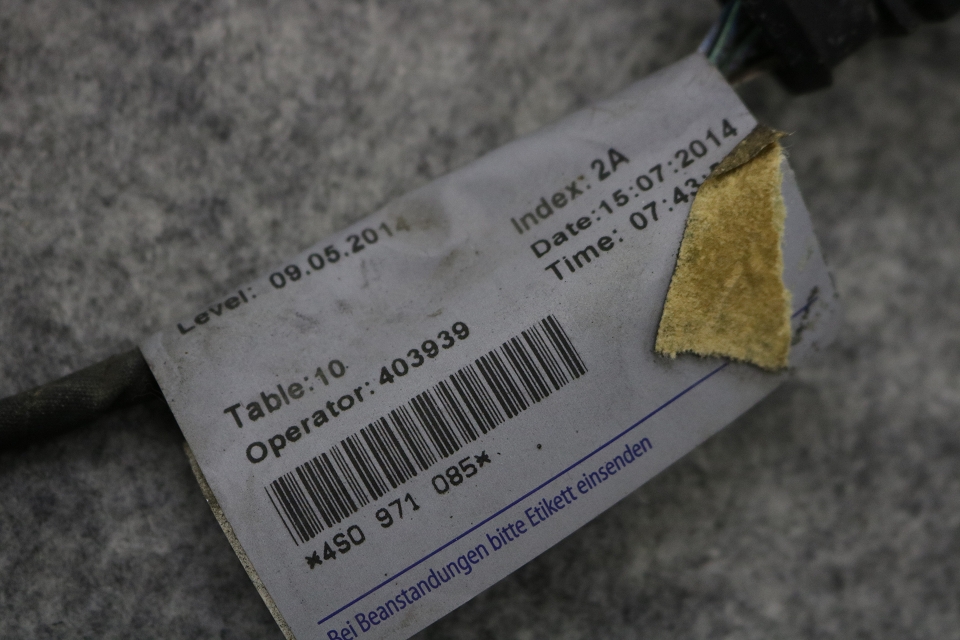 Level: 09.05.2014
Index: 2A
Date:15:07:2014
Time: 07:43
Table:10
Operator: 403939
*4S0 971 085*
Bei Beanstandungen bitte Etikett einsenden